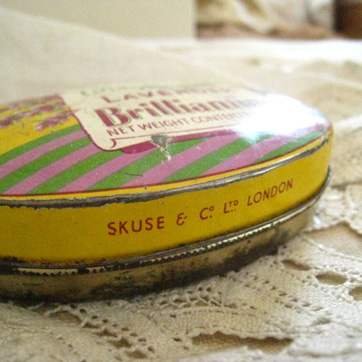 LAVENDER
Brilliantine
NET WEIGHT CONTENTS
SKUSE & Cº LTD LONDON